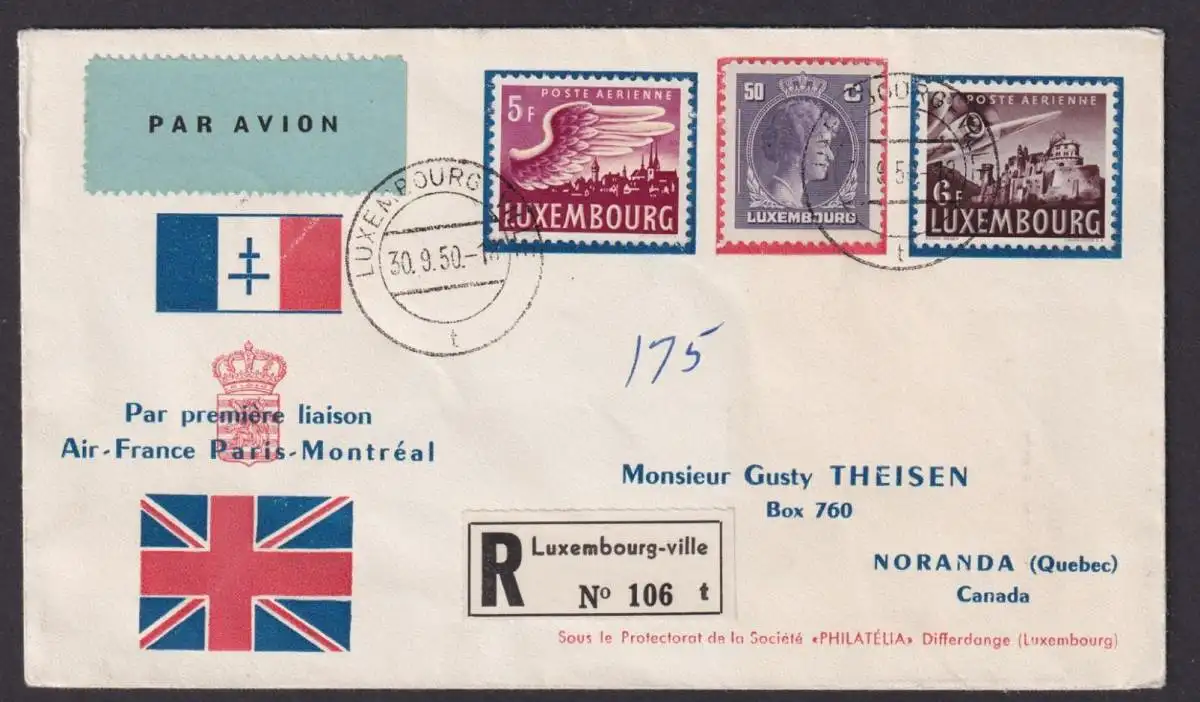 PAR AVION
5F
POSTE AERIENNE
LUXEMBOURG
50 C
LUXEMBOURG
POSTE AERIENNE
6F
LUXEMBOURG
LUXEMBOURG
30.9.50.-
t
t
175
Par première liaison
Air-France Paris-Montréal
Monsieur Gusty THEISEN
Box 760
NORANDA (Quebec)
Canada
R Luxembourg-ville
No 106 t
Sous le Protectorat de la Société «PHILATÉLIA» Differdange (Luxembourg)